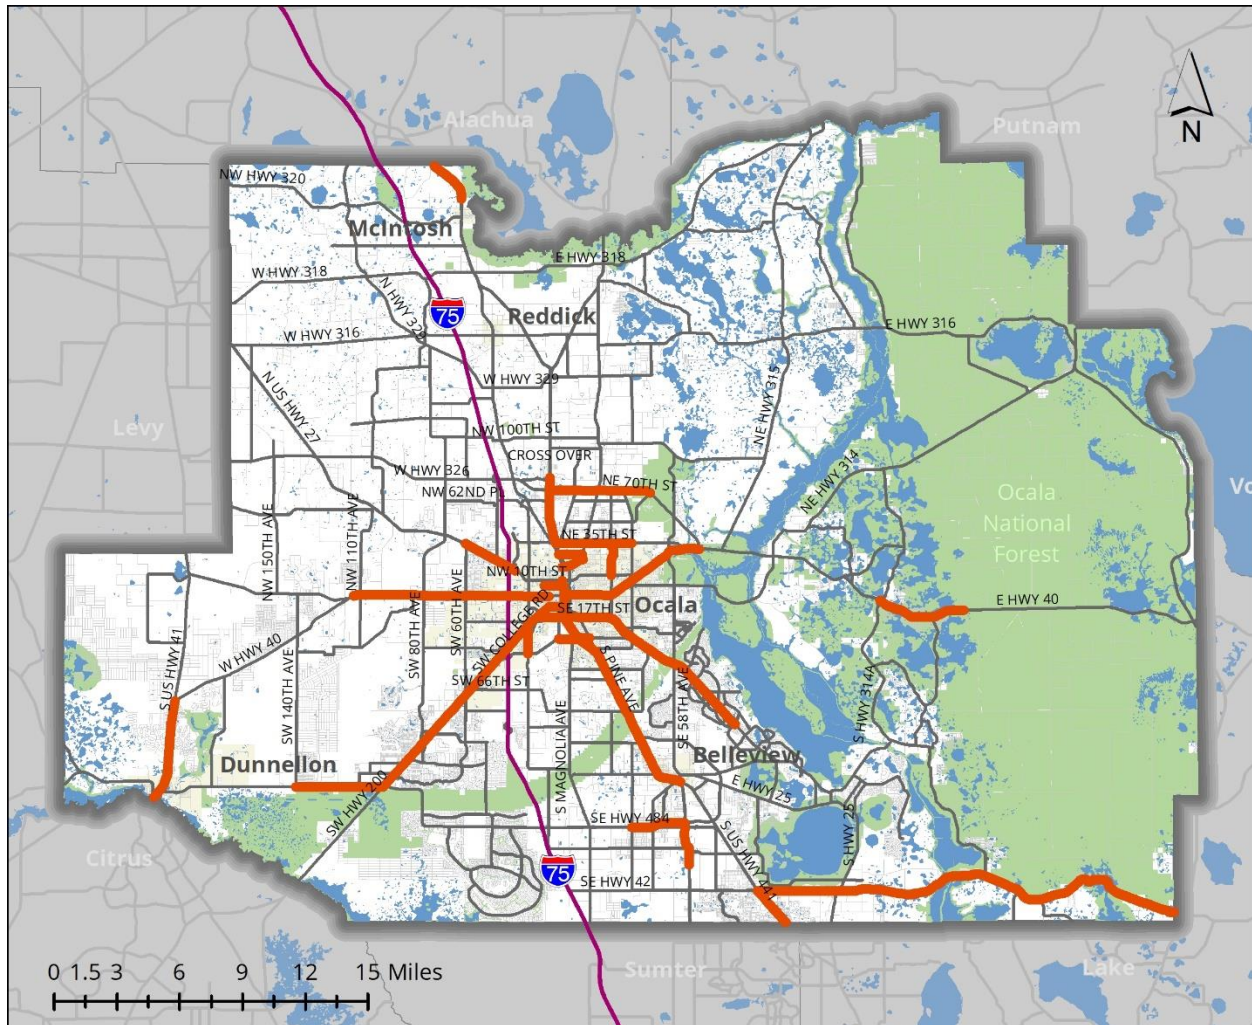 Alachua
Putnam
N
NW HWY 320
McIntosh
E HWY 318
W HWY 318
N HWY 329
75
Reddick
E HWY 316
W HWY 316
W HWY 329
NE HWY 315
N US HWY 27
Levy
NW 100TH ST
CROSS OVER
W HWY 326
NE 70TH ST
NW 62ND PL
NE HWY 314
Ocala
National
Forest
NW 150TH AVE
NW 110TH AVE
NE 35TH ST
NW 10TH ST
SW 80TH AVE
SW 60TH AVE
SE 17TH ST
Ocala
E HWY 40
SW COLLEGE RD
W HWY 40
S US HWY 41
SW 140TH AVE
SW 66TH ST
S PINE AVE
SE 58TH AVE
S HWY 314A
S MAGNOLIA AVE
Dunnellon
Belleview
E HWY 25
SW HWY 200
SE HWY 484
S US HWY 441
S HWY 25
Citrus
75
SE HWY 42
Sumter
Lake
0 1.5 3 6 9 12 15 Miles